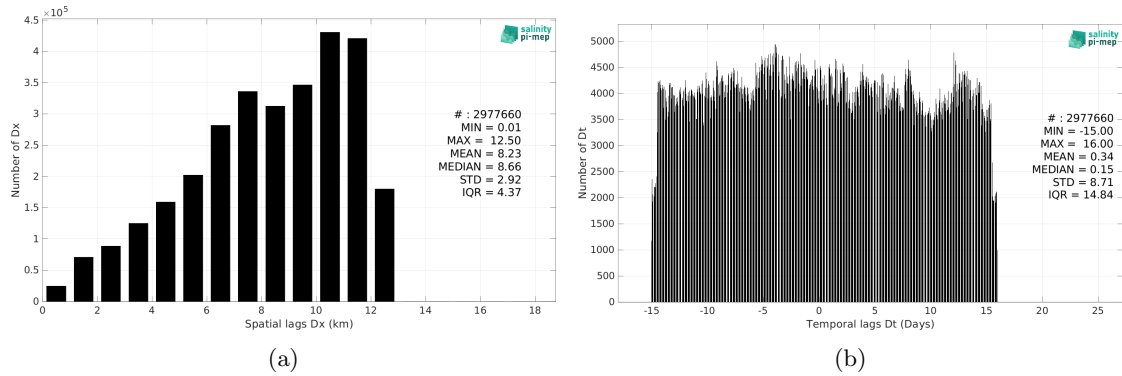 ×10^5
4.5
4
3.5
3
2.5
2
1.5
1
0.5
0
Number of Dx
0 2 4 6 8 10 12 14 16 18
Spatial lags Dx (km)
salinity
pi-mep
# : 2977660
MIN = 0.01
MAX = 12.50
MEAN = 8.23
MEDIAN = 8.66
STD = 2.92
IQR = 4.37
(a)
5000
4500
4000
3500
3000
2500
2000
1500
1000
500
0
Number of Dt
-15 -10 -5 0 5 10 15 20 25
Temporal lags Dt (Days)
salinity
pi-mep
# : 2977660
MIN = -15.00
MAX = 16.00
MEAN = 0.34
MEDIAN = 0.15
STD = 8.71
IQR = 14.84
(b)